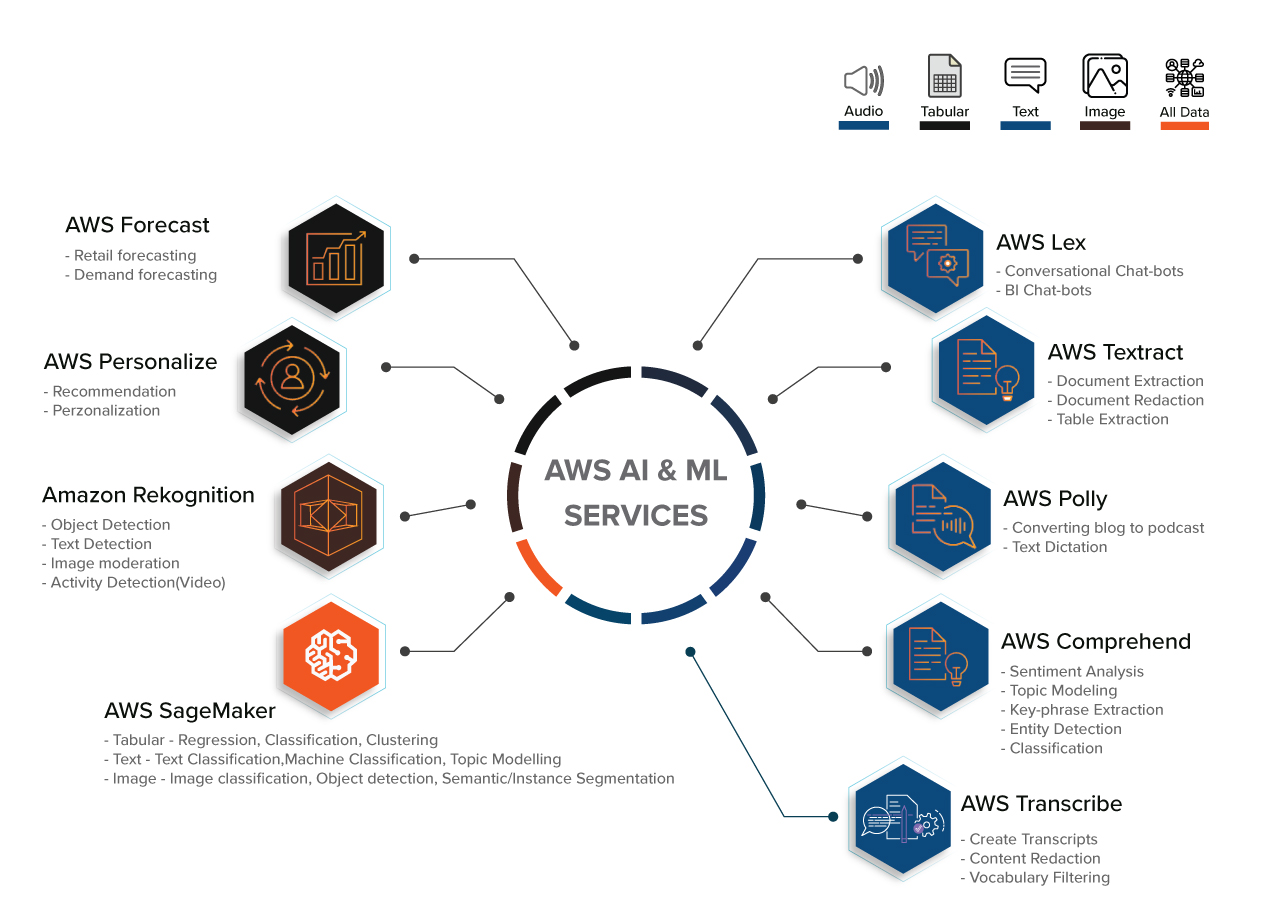 Audio
Tabular
Text
Image
All Data
AWS Forecast
- Retail forecasting
- Demand forecasting
AWS Personalize
- Recommendation
- Perzonalization
Amazon Rekognition
- Object Detection
- Text Detection
- Image moderation
- Activity Detection(Video)
AWS SageMaker
- Tabular - Regression, Classification, Clustering
- Text - Text Classification,Machine Classification, Topic Modelling
- Image - Image classification, Object detection, Semantic/Instance Segmentation
AWS AI & ML
SERVICES
AWS Lex
- Conversational Chat-bots
- BI Chat-bots
AWS Textract
- Document Extraction
- Document Redaction
- Table Extraction
AWS Polly
- Converting blog to podcast
- Text Dictation
AWS Comprehend
- Sentiment Analysis
- Topic Modeling
- Key-phrase Extraction
- Entity Detection
- Classification
AWS Transcribe
- Create Transcripts
- Content Redaction
- Vocabulary Filtering